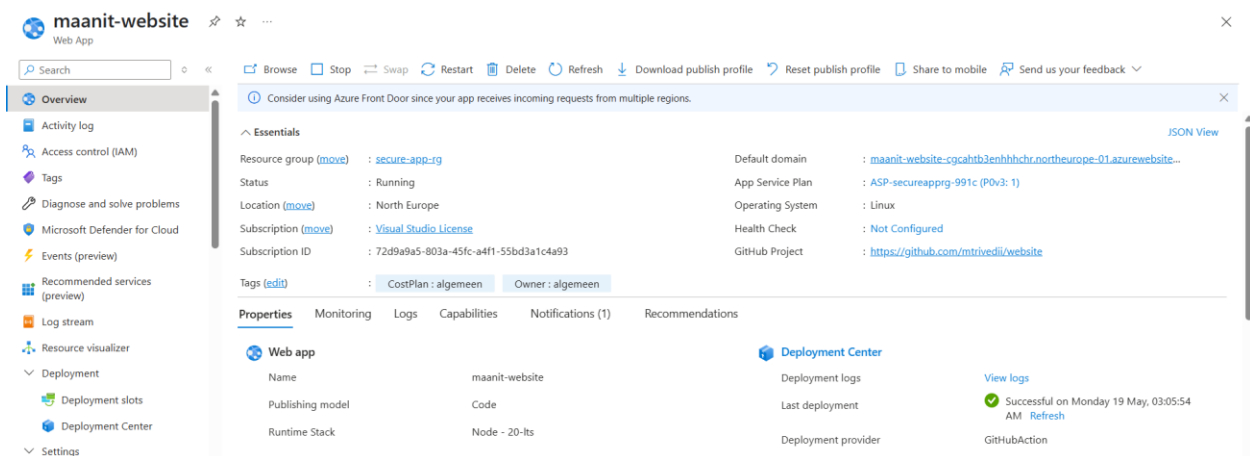 maanit-website
Web App
Search
Browse Stop Swap Restart Delete Refresh Download publish profile Reset publish profile Share to mobile Send us your feedback
Consider using Azure Front Door since your app receives incoming requests from multiple regions.
Overview
Activity log
Access control (IAM)
Tags
Diagnose and solve problems
Microsoft Defender for Cloud
Events (preview)
Recommended services
(preview)
Log stream
Resource visualizer
Deployment
Deployment slots
Deployment Center
Settings
Essentials
JSON View
Resource group (move) : secure-app-rg
Status : Running
Location (move) : North Europe
Subscription (move) : Visual Studio License
Subscription ID : 72d9a9a5-803a-45fc-a4f1-55bd3a1c4a93
Default domain : maanit-website-cgcahtb3enhhhchr.northeurope-01.azurewebsite...
App Service Plan : ASP-secureapprg-991c (P0v3: 1)
Operating System : Linux
Health Check : Not Configured
GitHub Project : https://github.com/mtrivedii/website
Tags (edit) : CostPlan : algemeen Owner : algemeen
Properties Monitoring Logs Capabilities Notifications (1) Recommendations
Web app
Name maanit-website
Publishing model Code
Runtime Stack Node - 20-lts
Deployment Center
Deployment logs View logs
Last deployment Successful on Monday 19 May, 03:05:54
AM Refresh
Deployment provider GitHubAction